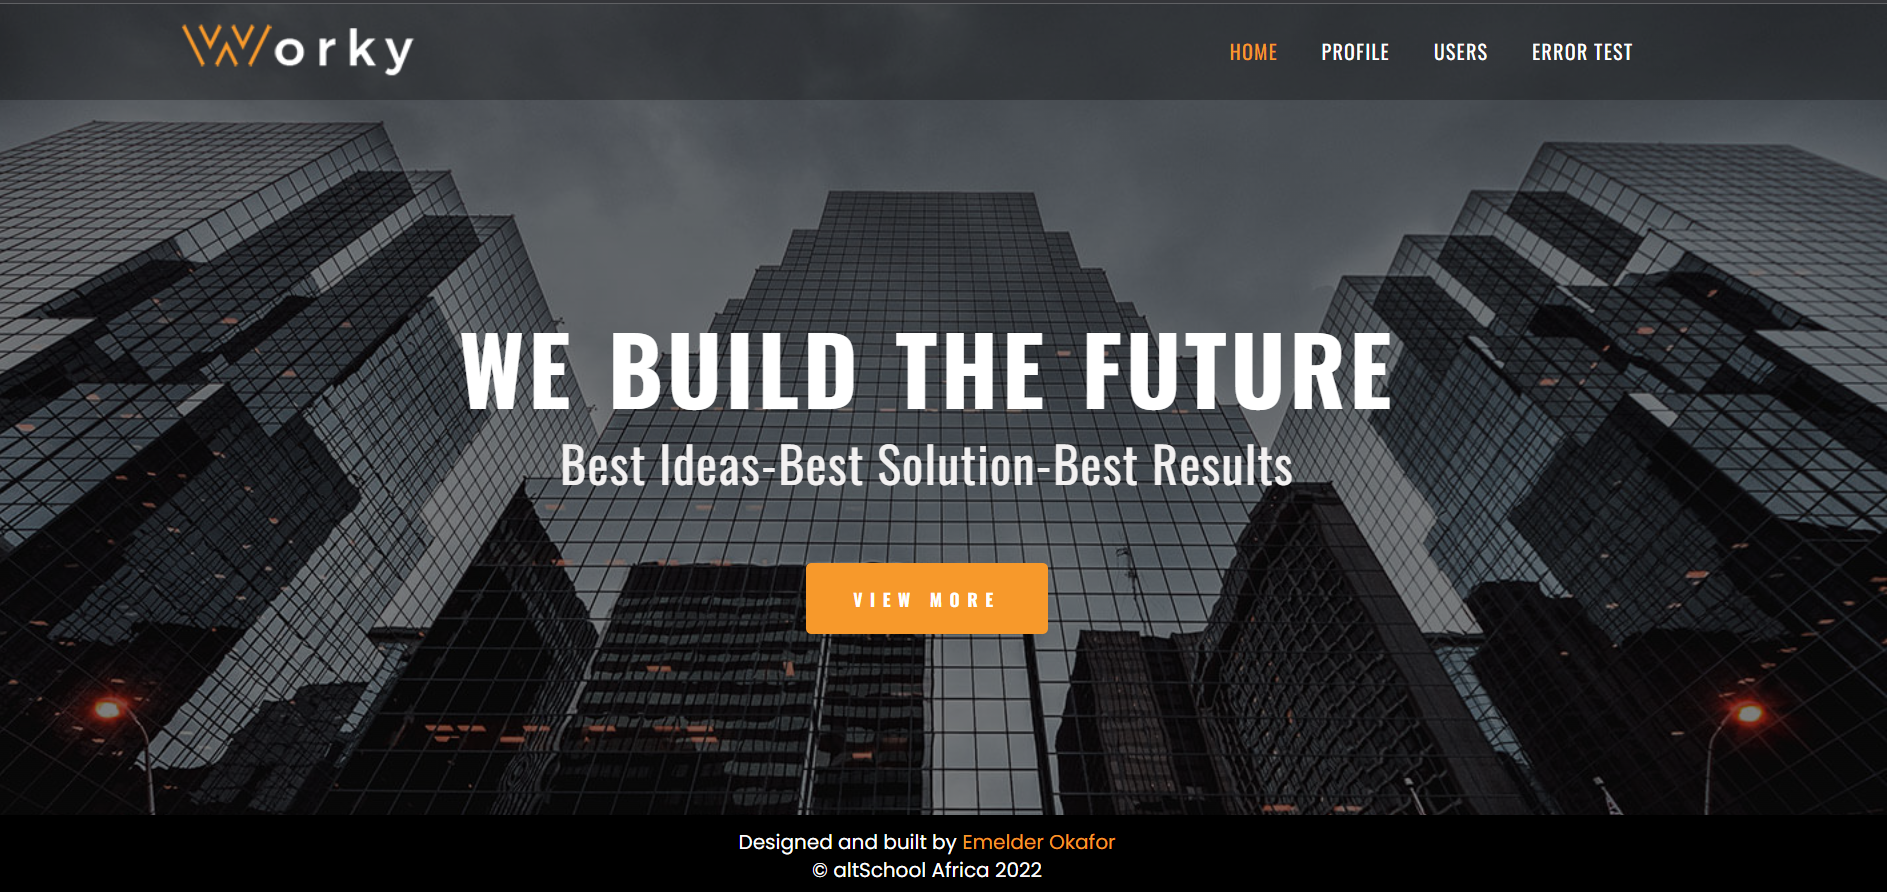 Worky
HOME PROFILE USERS ERROR TEST
WE BUILD THE FUTURE
Best Ideas-Best Solution-Best Results
VIEW MORE
Designed and built by Emelder Okafor
© altSchool Africa 2022